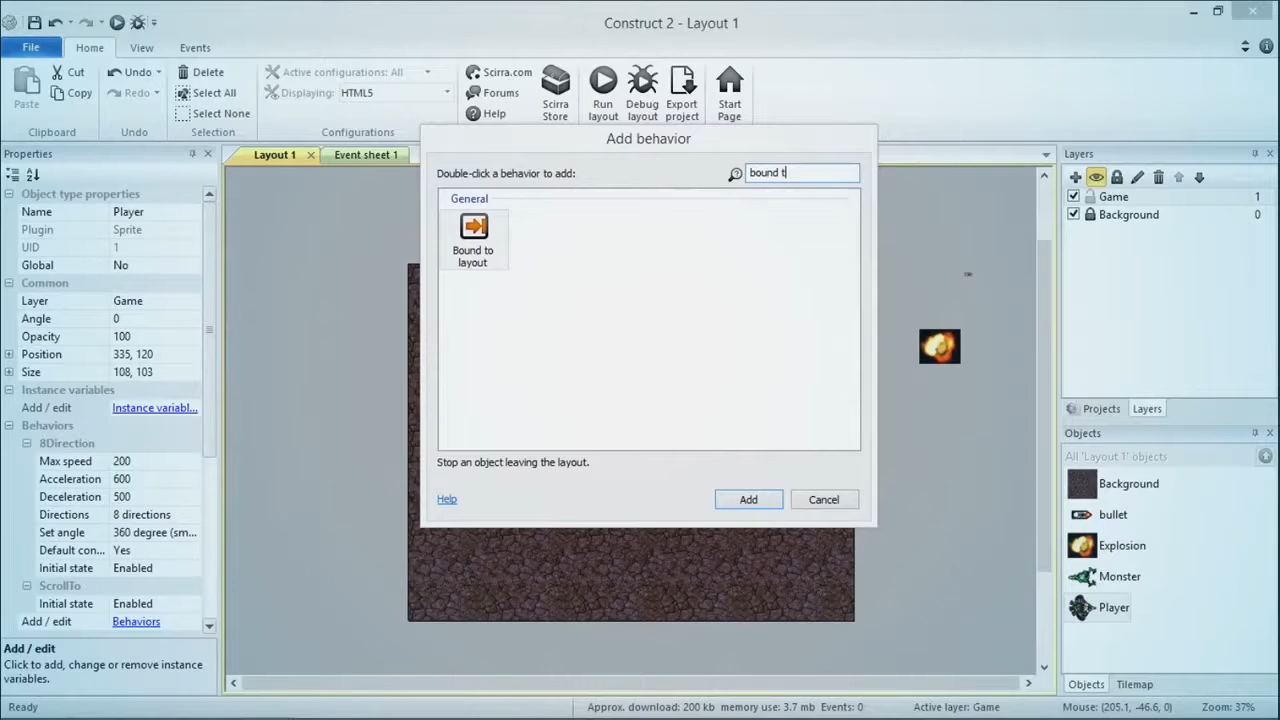 Construct 2 - Layout 1
File
Home
View
Events
Paste
Cut
Copy
Clipboard
Undo
Redo
Undo
Delete
Select All
Select None
Selection
Active configurations: All
Displaying:
HTML5
Configurations
Scirra.com
Forums
Help
Scirra
Store
Run
layout
Debug
layout
Export
project
Start
Page
Properties
Object type properties
Name
Player
Plugin
Sprite
UID
1
Global
No
Common
Layer
Game
Angle
0
Opacity
100
Position
335, 120
Size
108, 103
Instance variables
Add / edit
Instance variabl...
Behaviors
8Direction
Max speed
200
Acceleration
600
Deceleration
500
Directions
8 directions
Set angle
360 degree (sm...
Default con...
Yes
Initial state
Enabled
ScrollTo
Initial state
Enabled
Add / edit
Behaviors
Add / edit
Click to add, change or remove instance
variables.
Layout 1
Event sheet 1
Add behavior
Double-click a behavior to add:
bound t
General
Bound to
layout
Stop an object leaving the layout.
Help
Add
Cancel
Layers
Game
1
Background
0
Projects
Layers
Objects
All 'Layout 1' objects
Background
bullet
Explosion
Monster
Player
Objects
Tilemap
Ready
Approx. download: 200 kb
memory use: 3.7 mb
Events: 0
Active layer: Game
Mouse: (205.1, -46.6, 0)
Zoom: 37%